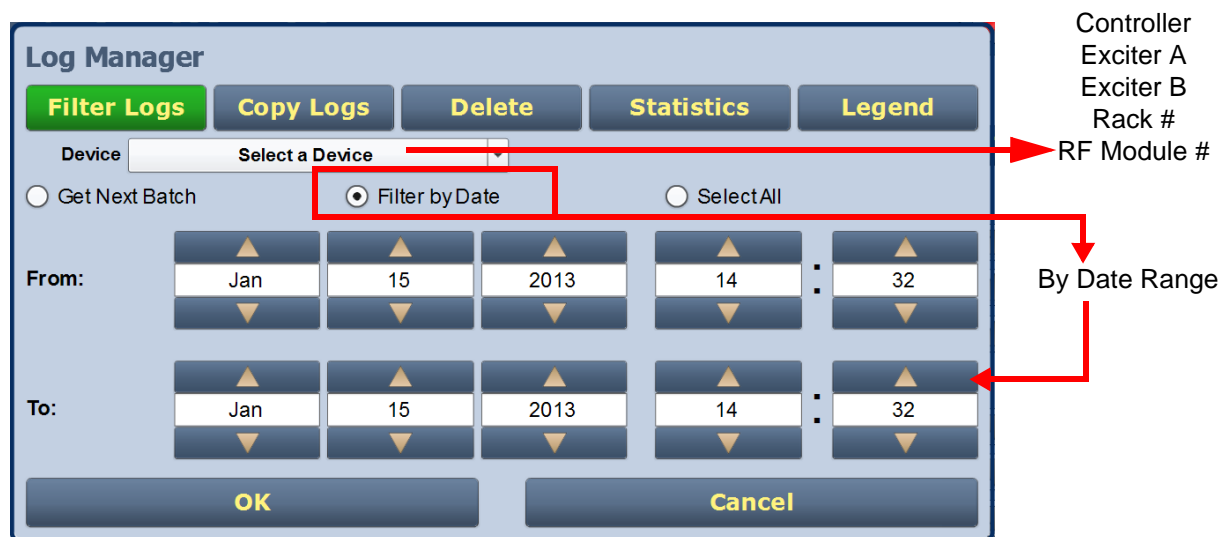 Controller
Exciter A
Exciter B
Rack #
RF Module #
Log Manager
Filter Logs Copy Logs Delete Statistics Legend
Device Select a Device
Get Next Batch Filter by Date Select All
From: Jan 15 2013 14 : 32
By Date Range
To: Jan 15 2013 14 : 32
OK Cancel